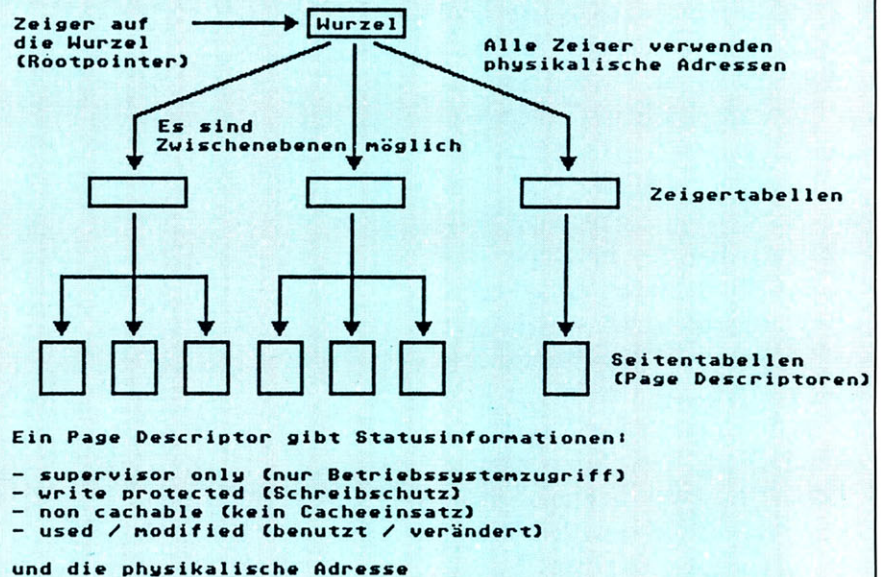 Zeiger auf
die Wurzel
(Rootpointer)
Wurzel
Alle Zeiger verwenden
physikalische Adressen
Es sind
Zwischenebenen möglich
Zeigertabellen
Seitentabellen
(Page Descriptoren)
Ein Page Descriptor gibt Statusinformationen:
- supervisor only (nur Betriebssystemzugriff)
- write protected (Schreibschutz)
- non cachable (kein Cacheeinsatz)
- used / modified (benutzt / verändert)
und die physikalische Adresse